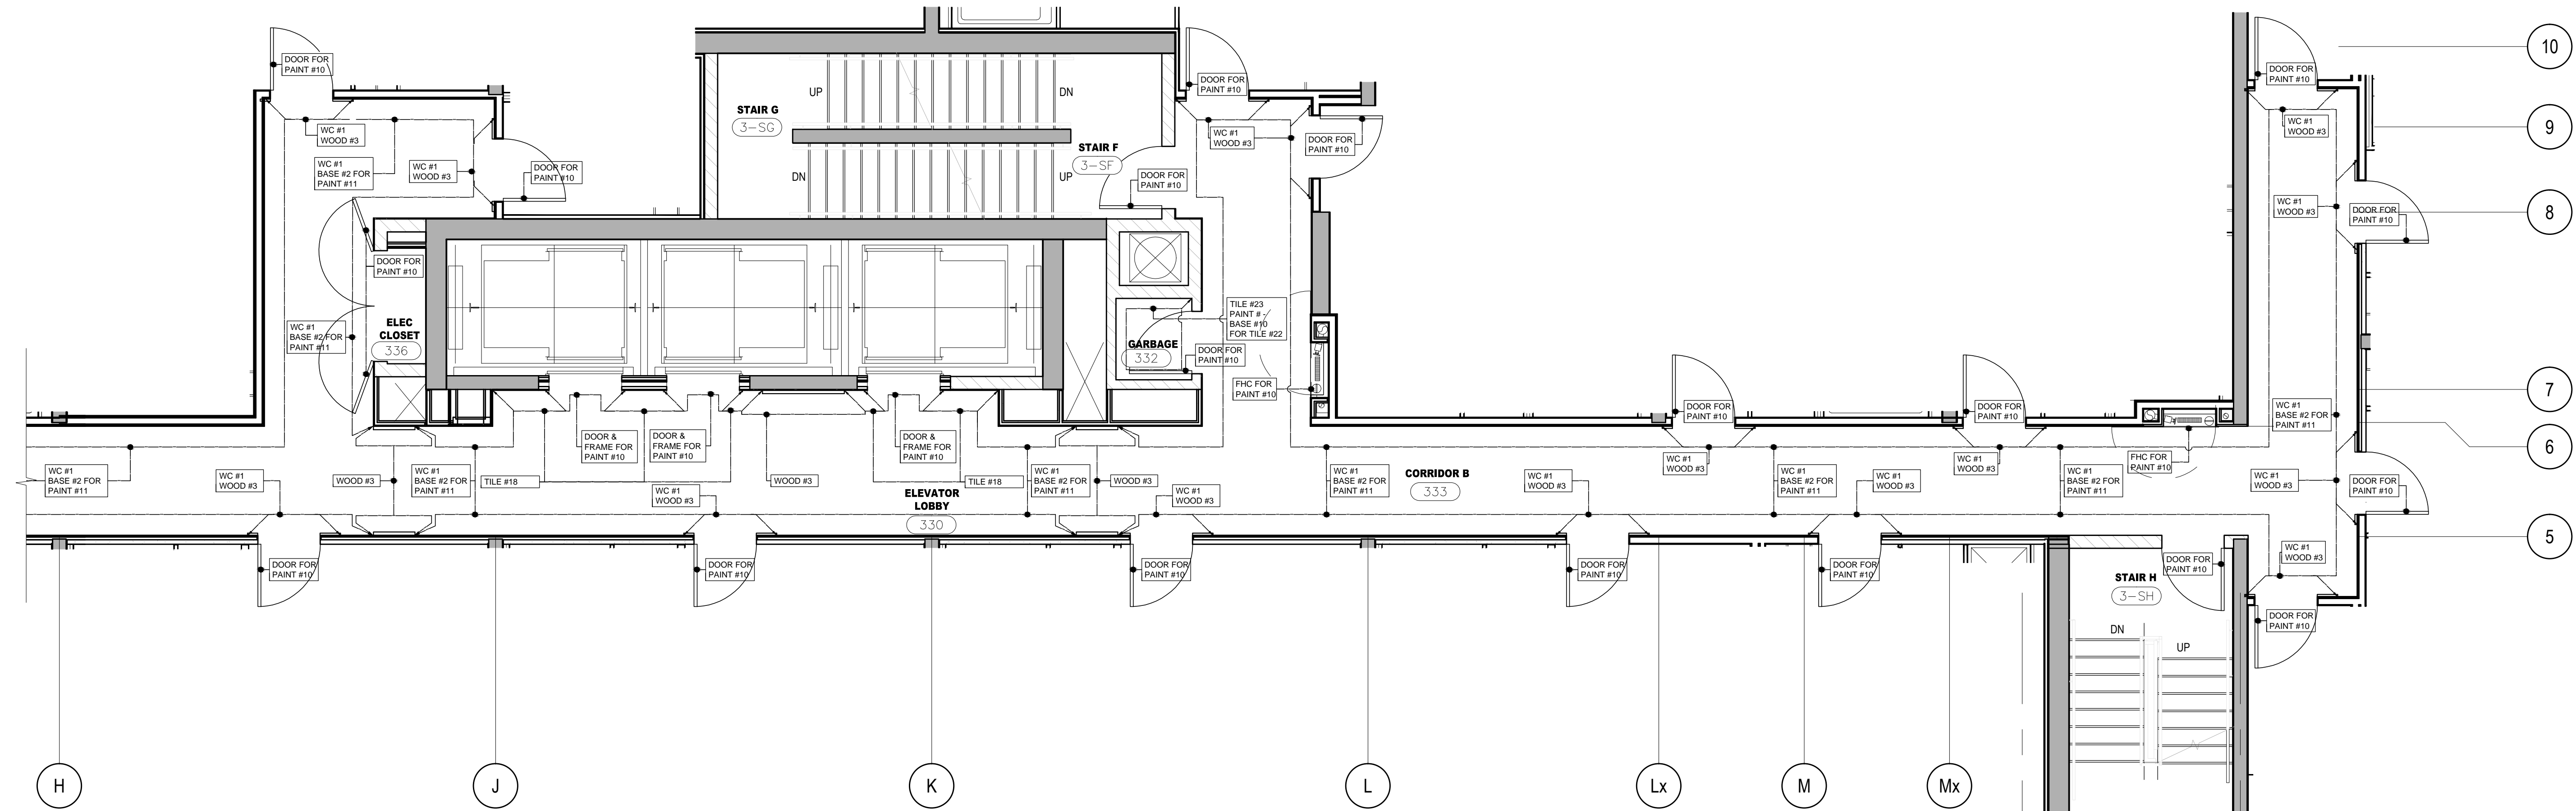 DOOR FOR
PAINT #10
WC #1
WOOD #3
WC #1
BASE #2 FOR
PAINT #11
WC #1
WOOD #3
DOOR FOR
PAINT #10
DOOR FOR
PAINT #10
WC #1
BASE #2 FOR
PAINT #11
ELEC
CLOSET
336
STAIR G
3-SG
UP
DN
DN
UP
STAIR F
3-SF
DOOR FOR
PAINT #10
DOOR FOR
PAINT #10
WC #1
WOOD #3
DOOR FOR
PAINT #10
TILE #23
PAINT # -
BASE #10
FOR TILE #22
GARBAGE
332
DOOR FOR
PAINT #10
FHC FOR
PAINT #10
DOOR FOR
PAINT #10
WC #1
WOOD #3
WC #1
WOOD #3
DOOR FOR
PAINT #10
10
9
8
7
6
5
WC #1
BASE #2 FOR
PAINT #11
DOOR FOR
PAINT #10
DOOR FOR
PAINT #10
WC #1
BASE #2 FOR
PAINT #11
WC #1
WOOD #3
WOOD #3
WC #1
BASE #2 FOR
PAINT #11
TILE #18
DOOR &
FRAME FOR
PAINT #10
DOOR &
FRAME FOR
PAINT #10
WC #1
WOOD #3
WOOD #3
DOOR &
FRAME FOR
PAINT #10
ELEVATOR
LOBBY
330
TILE #18
WC #1
BASE #2 FOR
PAINT #11
WOOD #3
WC #1
WOOD #3
WC #1
BASE #2 FOR
PAINT #11
CORRIDOR B
333
WC #1
WOOD #3
WC #1
WOOD #3
WC #1
BASE #2 FOR
PAINT #11
WC #1
WOOD #3
WC #1
WOOD #3
WC #1
BASE #2 FOR
PAINT #11
FHC FOR
PAINT #10
WC #1
WOOD #3
DOOR FOR
PAINT #10
WC #1
WOOD #3
DOOR FOR
PAINT #10
DOOR FOR
PAINT #10
DOOR FOR
PAINT #10
DOOR FOR
PAINT #10
DOOR FOR
PAINT #10
DOOR FOR
PAINT #10
STAIR H
3-SH
DOOR FOR
PAINT #10
DN
UP
H
J
K
L
Lx
M
Mx